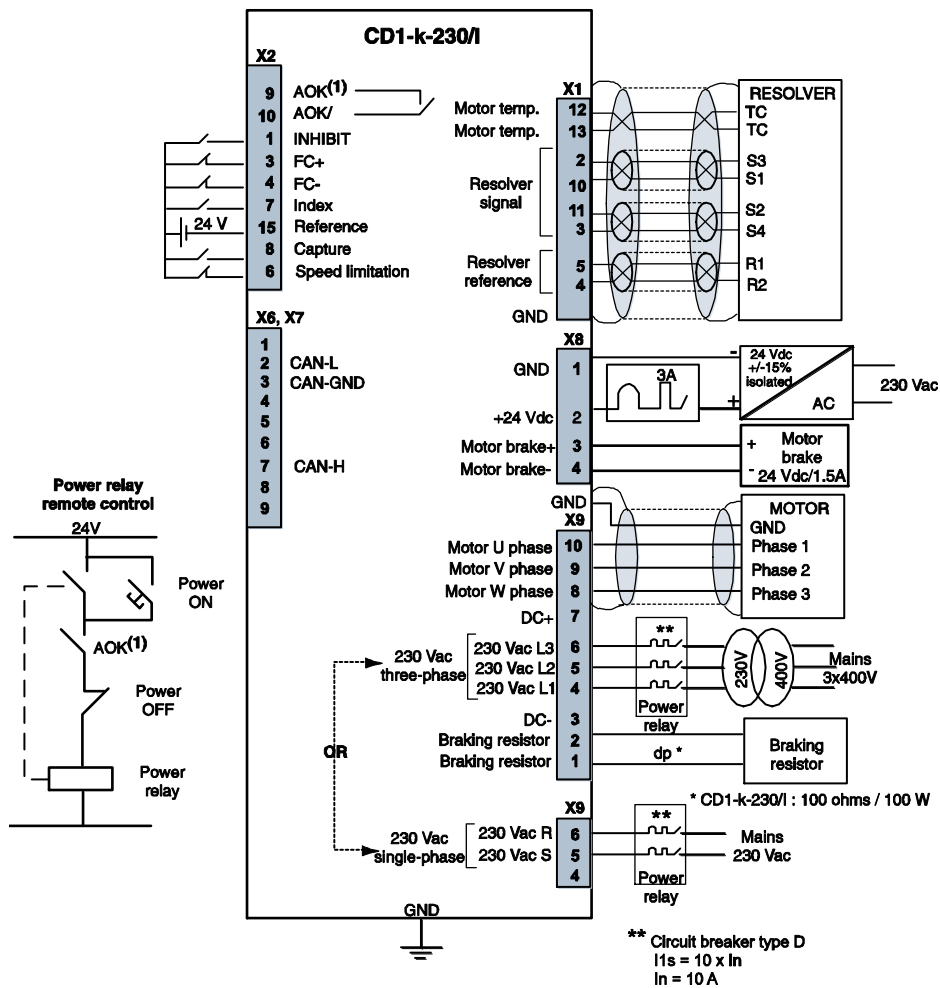 CD1-k-230/I
X2
9 AOK(1)
10 AOK/
1 INHIBIT
3 FC+
4 FC-
7 Index
24 V
15 Reference
8 Capture
6 Speed limitation
X6, X7
1
2 CAN-L
3 CAN-GND
4
5
6
7 CAN-H
8
9
X1
Motor temp. 12
Motor temp. 13
Resolver
signal
2
10
11
3
Resolver
reference
5
4
GND
RESOLVER
TC
TC
S3
S1
S2
S4
R1
R2
X8
GND 1
+24 Vdc 2
Motor brake+ 3
Motor brake- 4
3A
-
+
24 Vdc
+/-15%
isolated
AC
230 Vac
+ Motor
brake
- 24 Vdc/1.5A
GND
X9
Motor U phase 10
Motor V phase 9
Motor W phase 8
DC+ 7
MOTOR
GND
Phase 1
Phase 2
Phase 3
230 Vac
three-phase
230 Vac L3 6
230 Vac L2 5
230 Vac L1 4
**
Power
relay
230V
400V
Mains
3x400V
DC- 3
Braking resistor 2
Braking resistor 1
dp *
Braking
resistor
* CD1-k-230/I : 100 ohms / 100 W
OR
X9
230 Vac
single-phase
230 Vac R 6
230 Vac S 5
4
**
Power
relay
Mains
230 Vac
GND
** Circuit breaker type D
I1s = 10 x In
In = 10 A
Power relay
remote control
24V
Power
ON
AOK(1)
Power
OFF
Power
relay